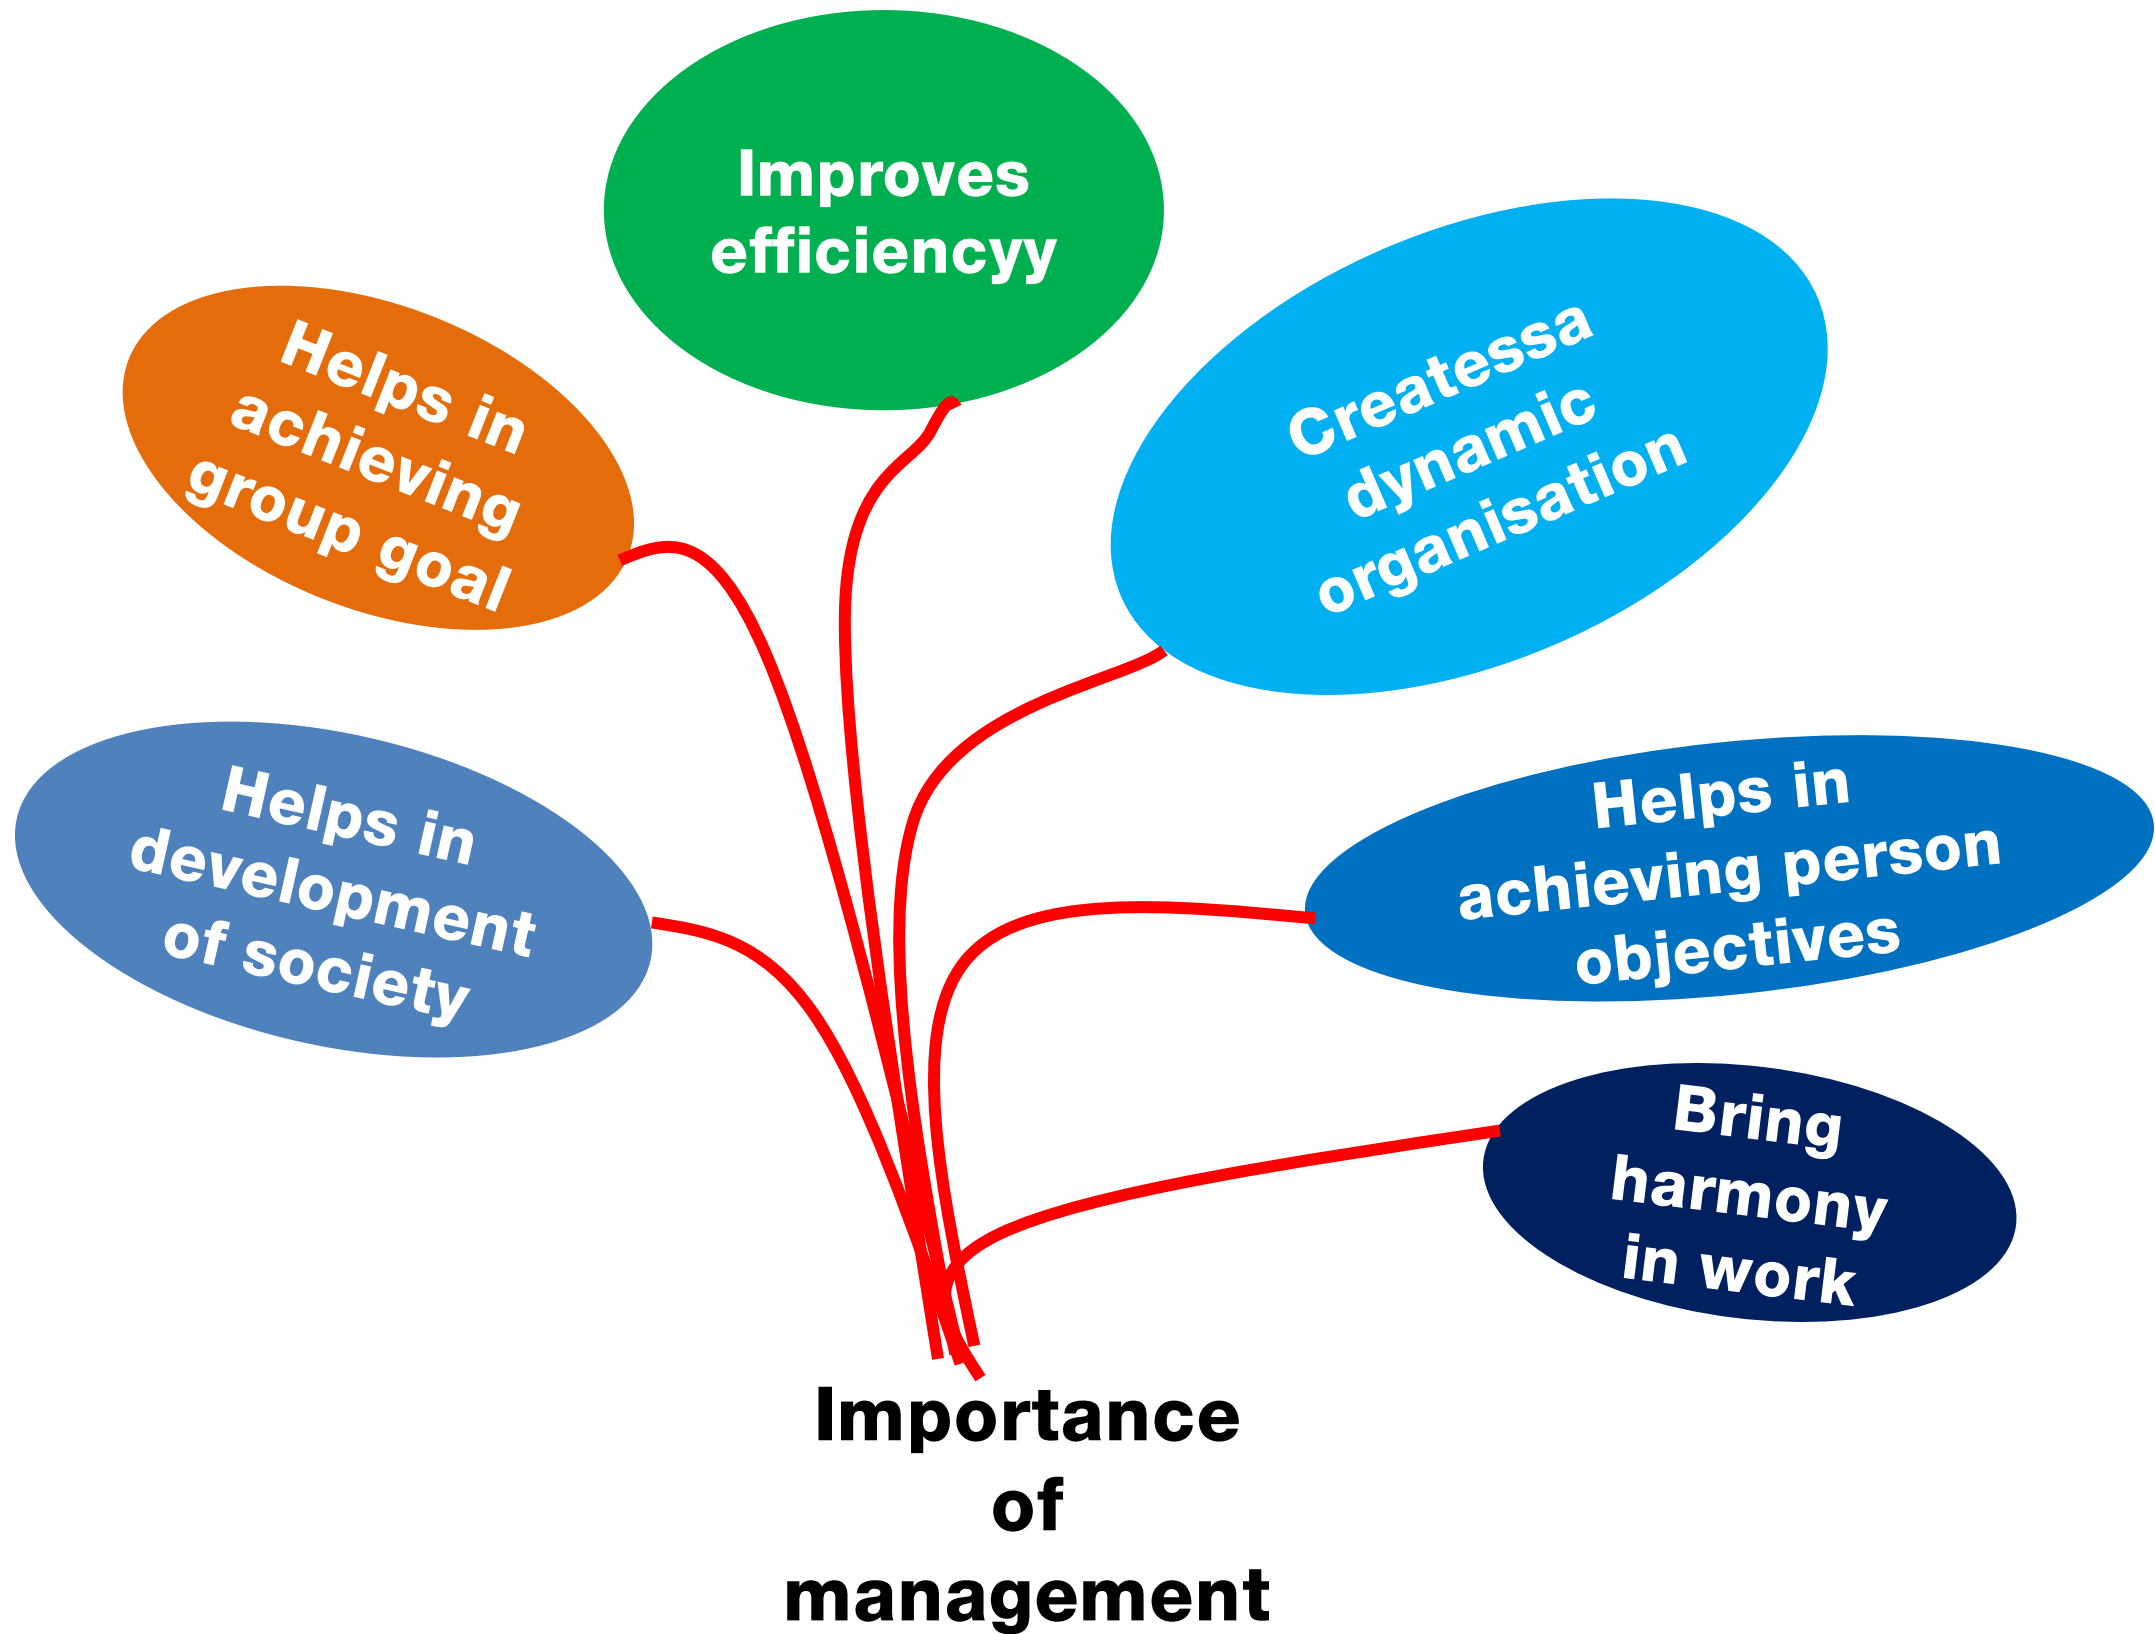 Improves
efficiencyy
Helps in
achieving
group goal
Createssa
dynamic
organisation
Helps in
development
of society
Helps in
achieving person
objectives
Bring
harmony
in work
Importance
of
management